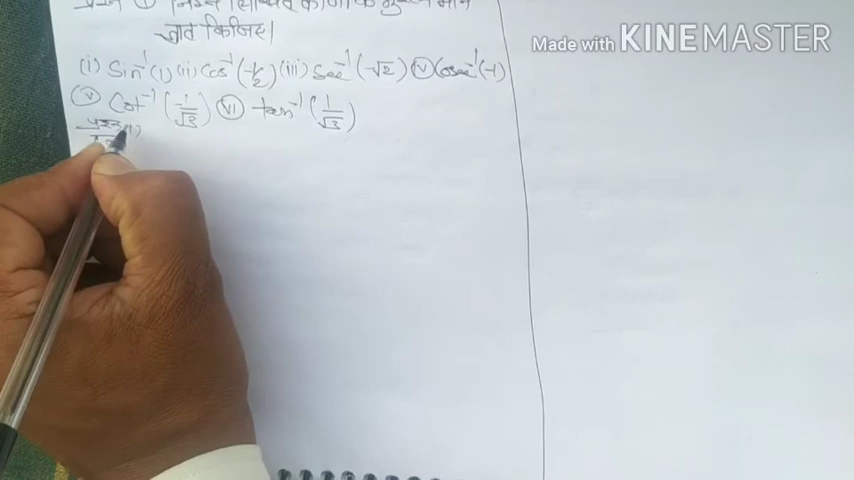 Made with KINEMASTER
ज्ञात किजिए।
(i) Sin⁻¹(1) (ii) Cos⁻¹(-1/2) (iii) Sec⁻¹(-√2) (V) Cosec⁻¹(-1)
(V) Cot⁻¹(-1/√3) (VI) tan⁻¹(1/√3)